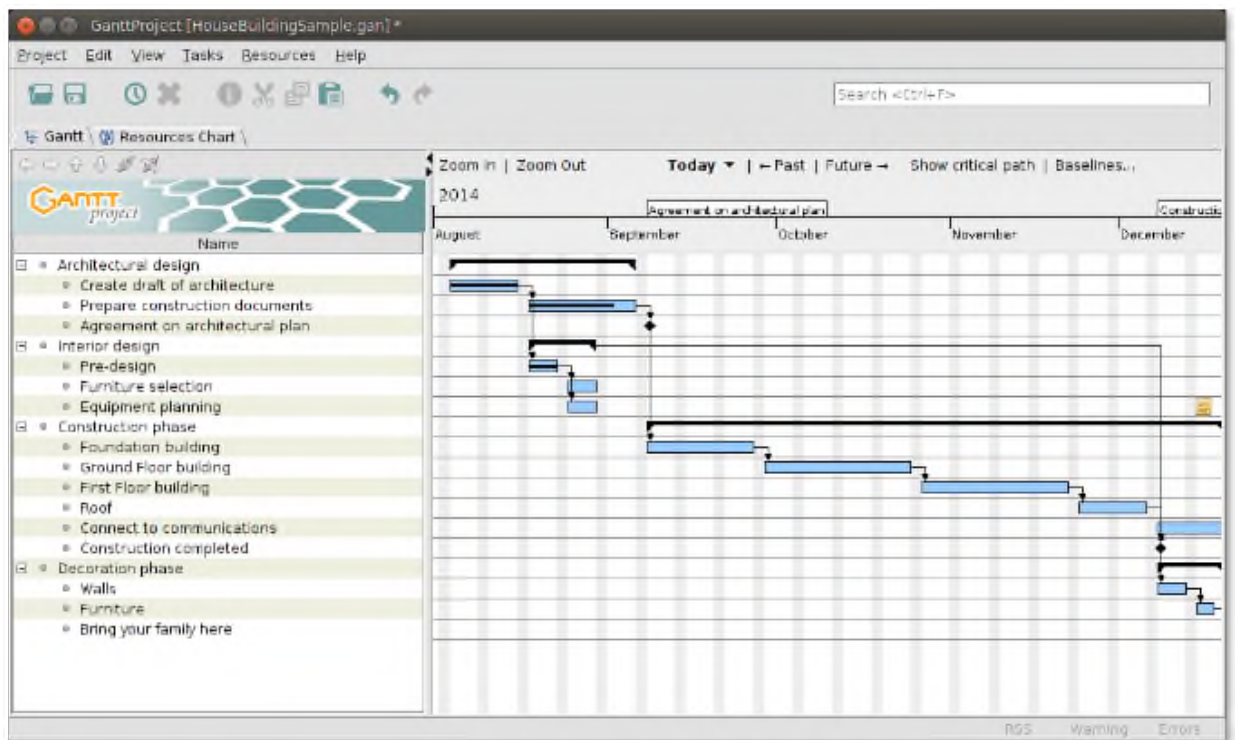 GanttProject [HouseBuildingSample.gan] *
Project Edit View Tasks Resources Help
Search <Ctrl+F>
Gantt Resources Chart
Zoom In | Zoom Out Today ▾ | ←Past | Future → Show critical path | Baselines...
GANTT project
2014
Agreement on architectural plan Constructio
Name
August September October November December
Architectural design
Create draft of architecture
Prepare construction documents
Agreement on architectural plan
Interior design
Pre-design
Furniture selection
Equipment planning
Construction phase
Foundation building
Ground Floor building
First Floor building
Roof
Connect to communications
Construction completed
Decoration phase
Walls
Furniture
Bring your family here
RSS Warning Errors